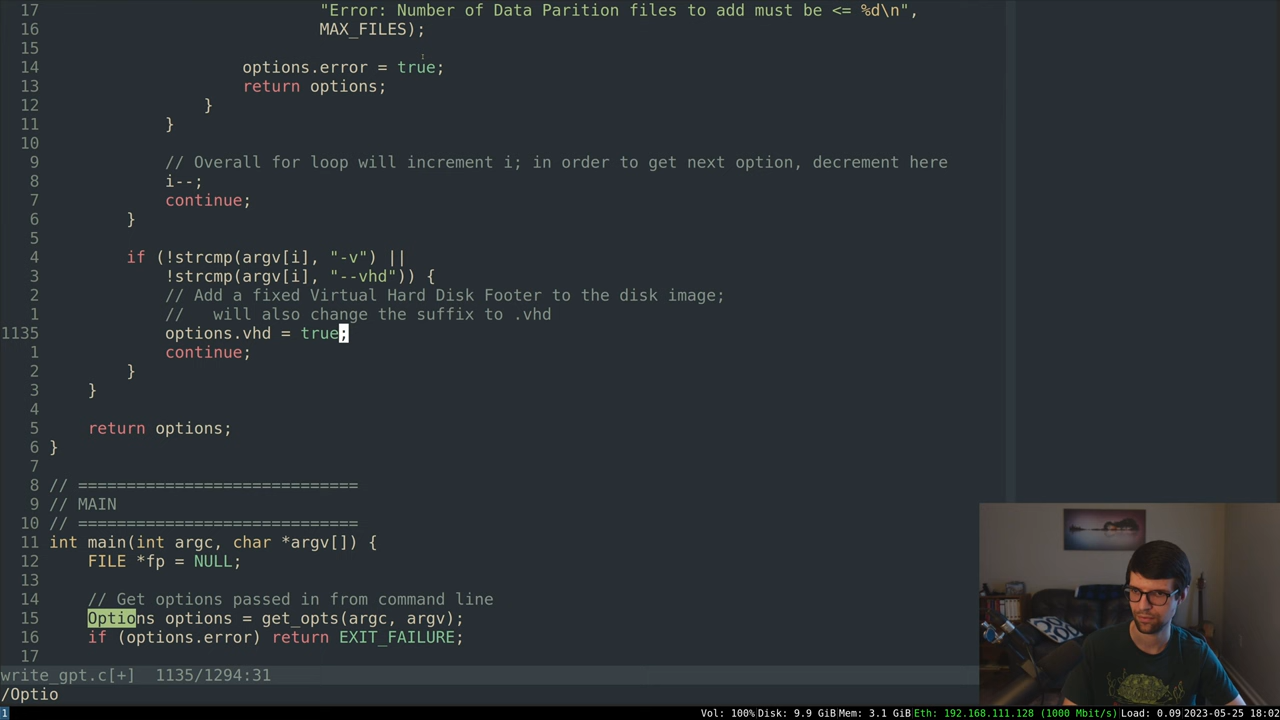 17                             "Error: Number of Data Parition files to add must be <= %d\n",
16                             MAX_FILES);
15
14                     options.error = true;
13                     return options;
12                 }
11             }
10
9             // Overall for loop will increment i; in order to get next option, decrement here
8             i--;
7             continue;
6         }
5
4         if (!strcmp(argv[i], "-v") ||
3             !strcmp(argv[i], "--vhd")) {
2             // Add a fixed Virtual Hard Disk Footer to the disk image;
1             //   will also change the suffix to .vhd
1135             options.vhd = true;
1             continue;
2         }
3     }
4
5     return options;
6 }
7
8 // =============================
9 // MAIN
10 // =============================
11 int main(int argc, char *argv[]) {
12     FILE *fp = NULL;
13
14     // Get options passed in from command line
15     Options options = get_opts(argc, argv);
16     if (options.error) return EXIT_FAILURE;
17
write_gpt.c[+]  1135/1294:31
/Optio
1 Vol: 100% Disk: 9.9 GiB Mem: 3.1 GiB Eth: 192.168.111.128 (1000 Mbit/s) Load: 0.09 2023-05-25 18:02